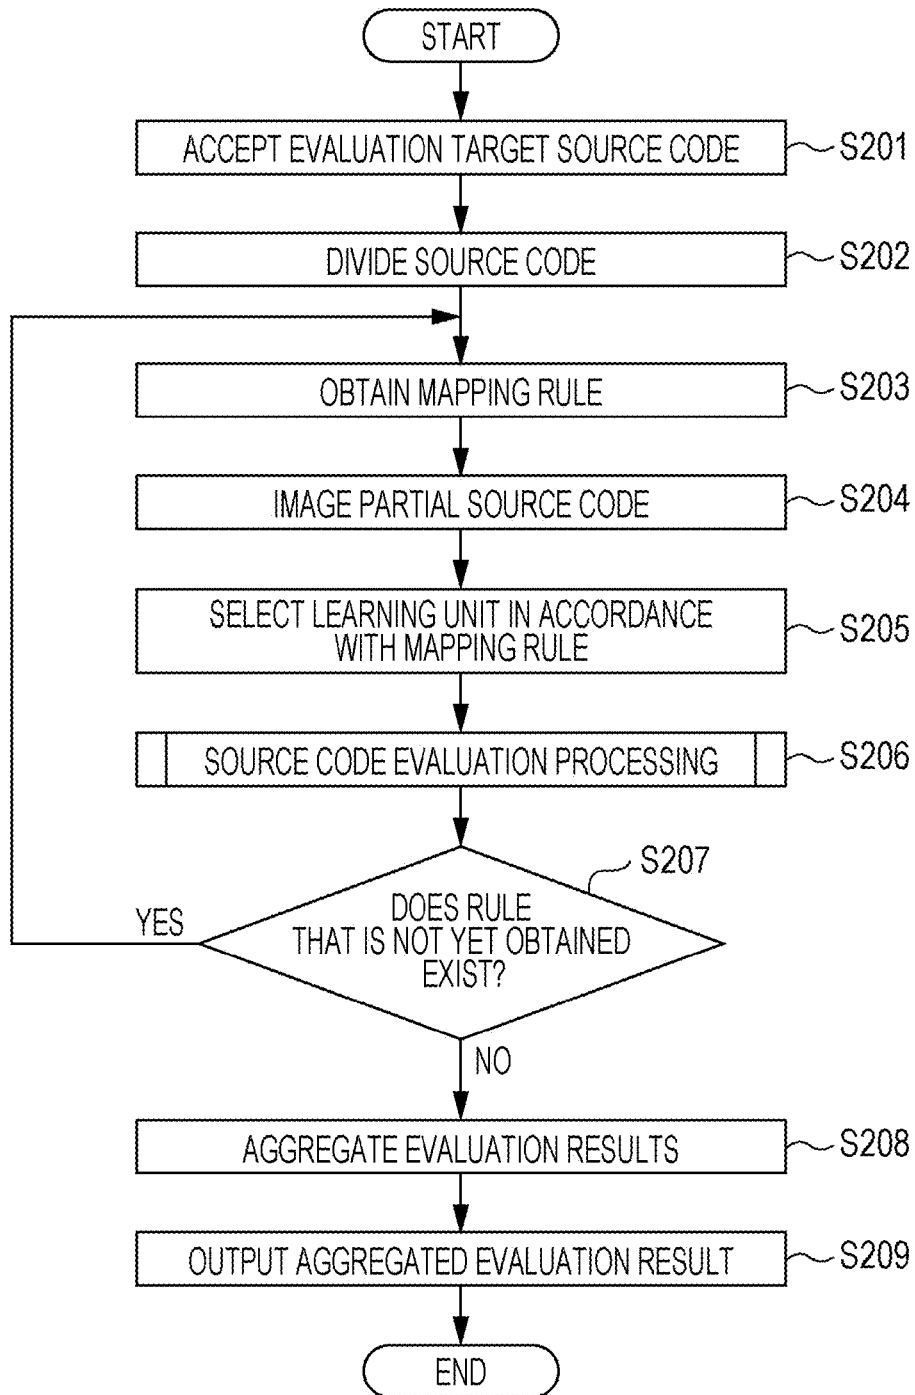 START
ACCEPT EVALUATION TARGET SOURCE CODE
S201
DIVIDE SOURCE CODE
S202
OBTAIN MAPPING RULE
S203
IMAGE PARTIAL SOURCE CODE
S204
SELECT LEARNING UNIT IN ACCORDANCE
WITH MAPPING RULE
S205
SOURCE CODE EVALUATION PROCESSING
S206
S207
DOES RULE
THAT IS NOT YET OBTAINED
EXIST?
YES
NO
AGGREGATE EVALUATION RESULTS
S208
OUTPUT AGGREGATED EVALUATION RESULT
S209
END